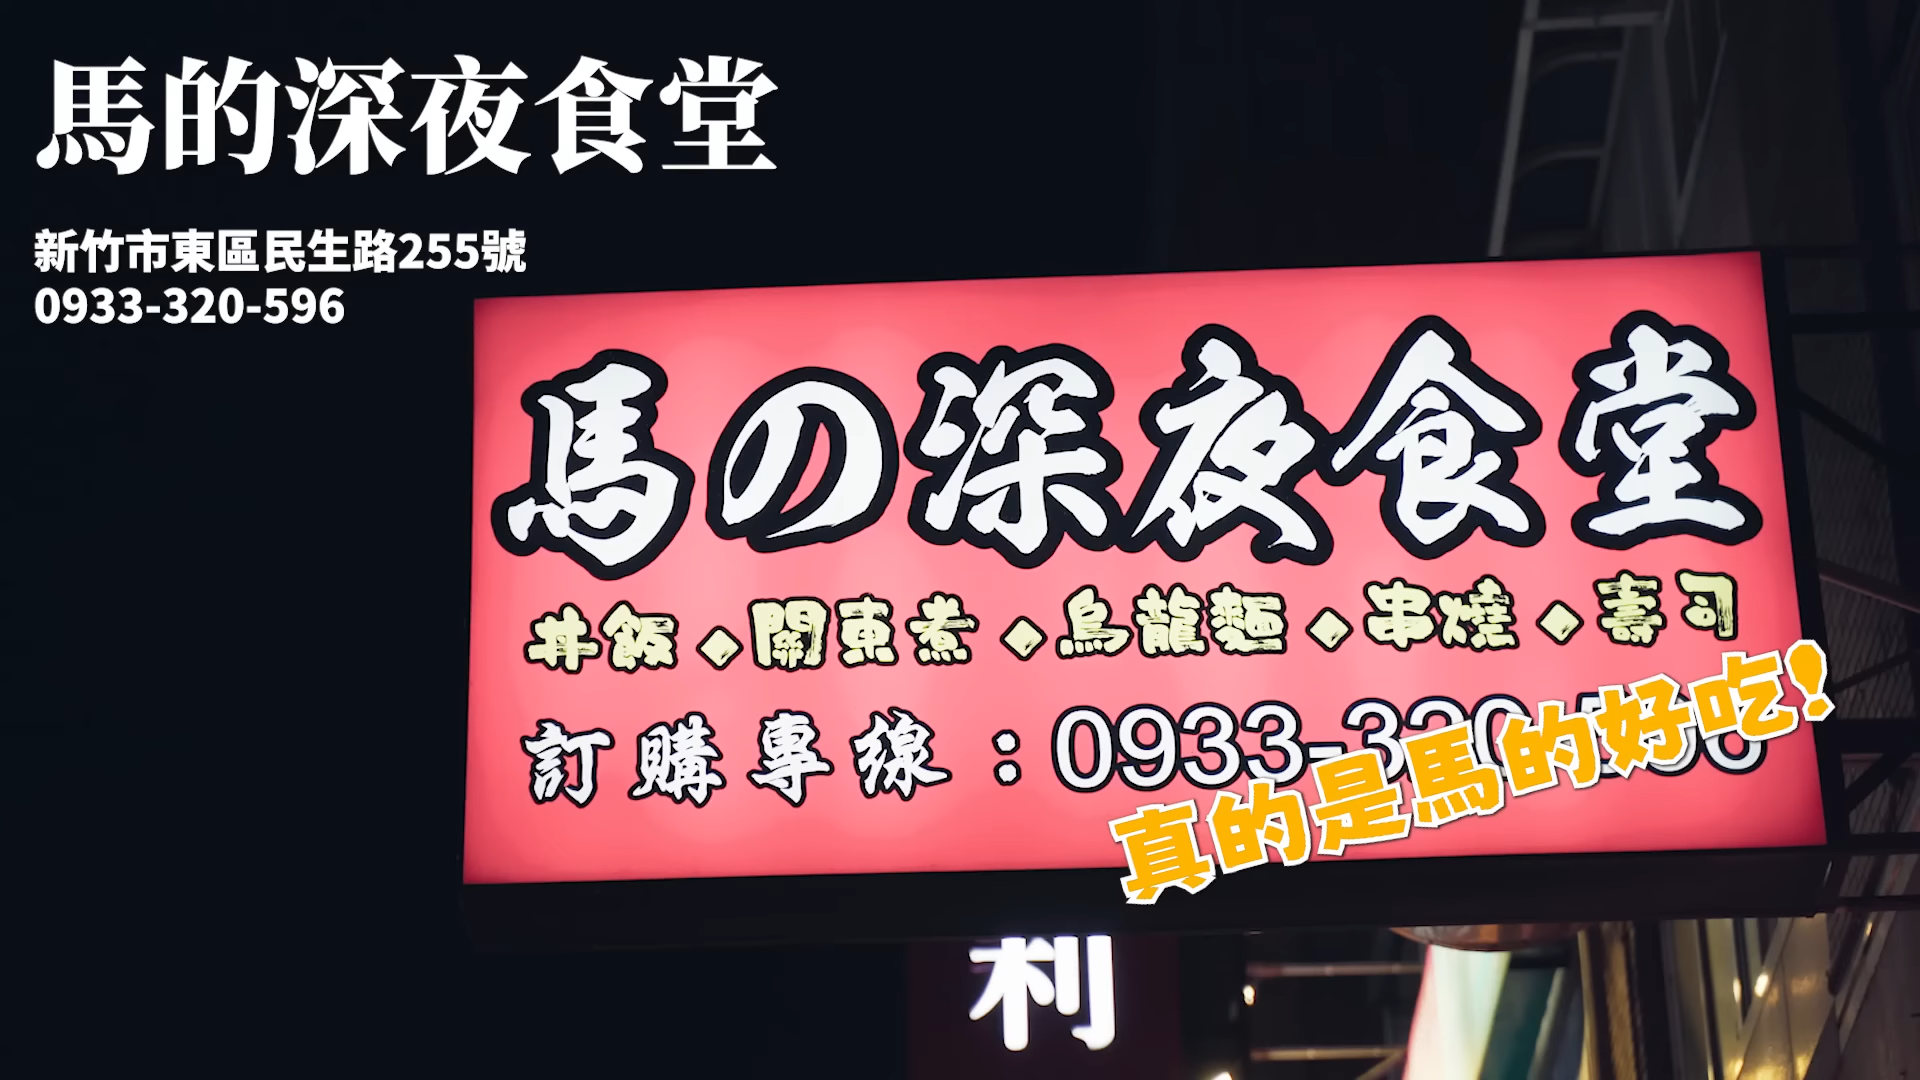 馬的深夜食堂
新竹市東區民生路255號
0933-320-596
馬の深夜食堂
丼飯◆關東煮◆烏龍麵◆串燒◆壽司
訂購專線：0933-320-596
真的是馬的好吃!
利